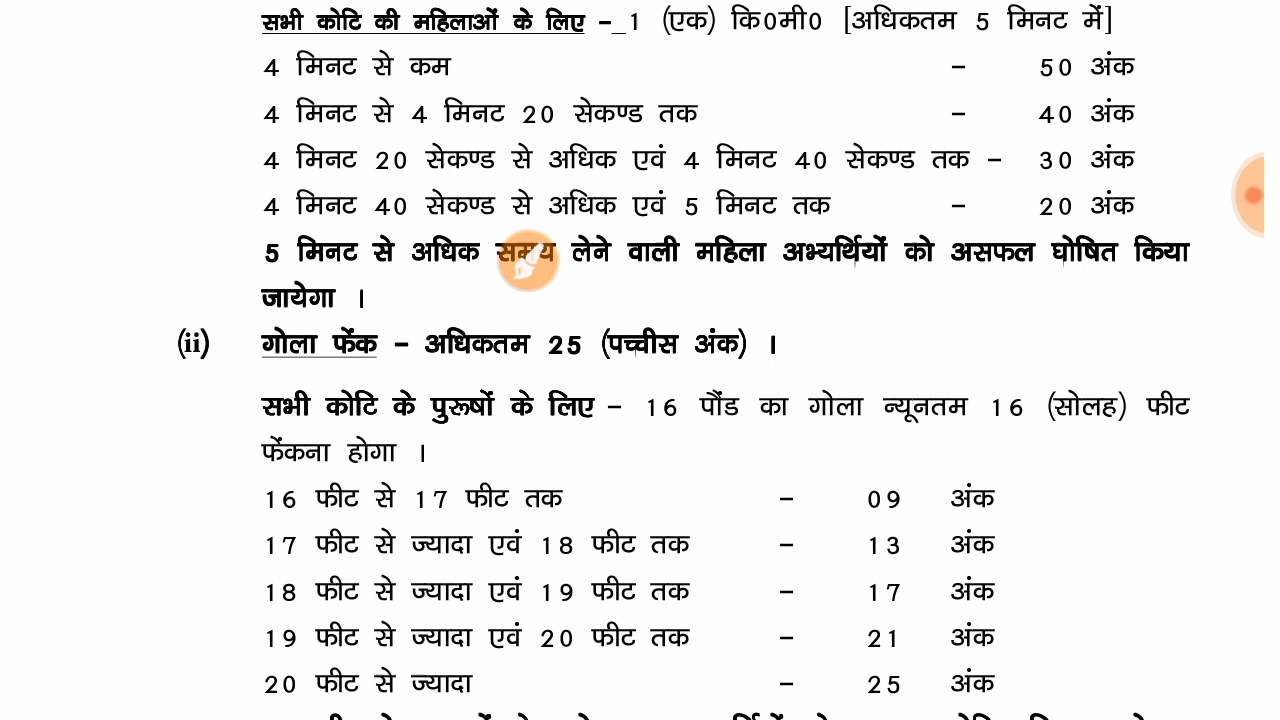 सभी कोटि की महिलाओं के लिए -_1 (एक) कि0मी0 [अधिकतम 5 मिनट में]
4 मिनट से कम - 50 अंक
4 मिनट से 4 मिनट 20 सेकण्ड तक - 40 अंक
4 मिनट 20 सेकण्ड से अधिक एवं 4 मिनट 40 सेकण्ड तक - 30 अंक
4 मिनट 40 सेकण्ड से अधिक एवं 5 मिनट तक - 20 अंक
5 मिनट से अधिक समय लेने वाली महिला अभ्यर्थियों को असफल घोषित किया
जायेगा ।
(ii) गोला फेंक - अधिकतम 25 (पच्चीस अंक) ।
सभी कोटि के पुरूषों के लिए - 16 पौंड का गोला न्यूनतम 16 (सोलह) फीट
फेंकना होगा ।
16 फीट से 17 फीट तक - 09 अंक
17 फीट से ज्यादा एवं 18 फीट तक - 13 अंक
18 फीट से ज्यादा एवं 19 फीट तक - 17 अंक
19 फीट से ज्यादा एवं 20 फीट तक - 21 अंक
20 फीट से ज्यादा - 25 अंक